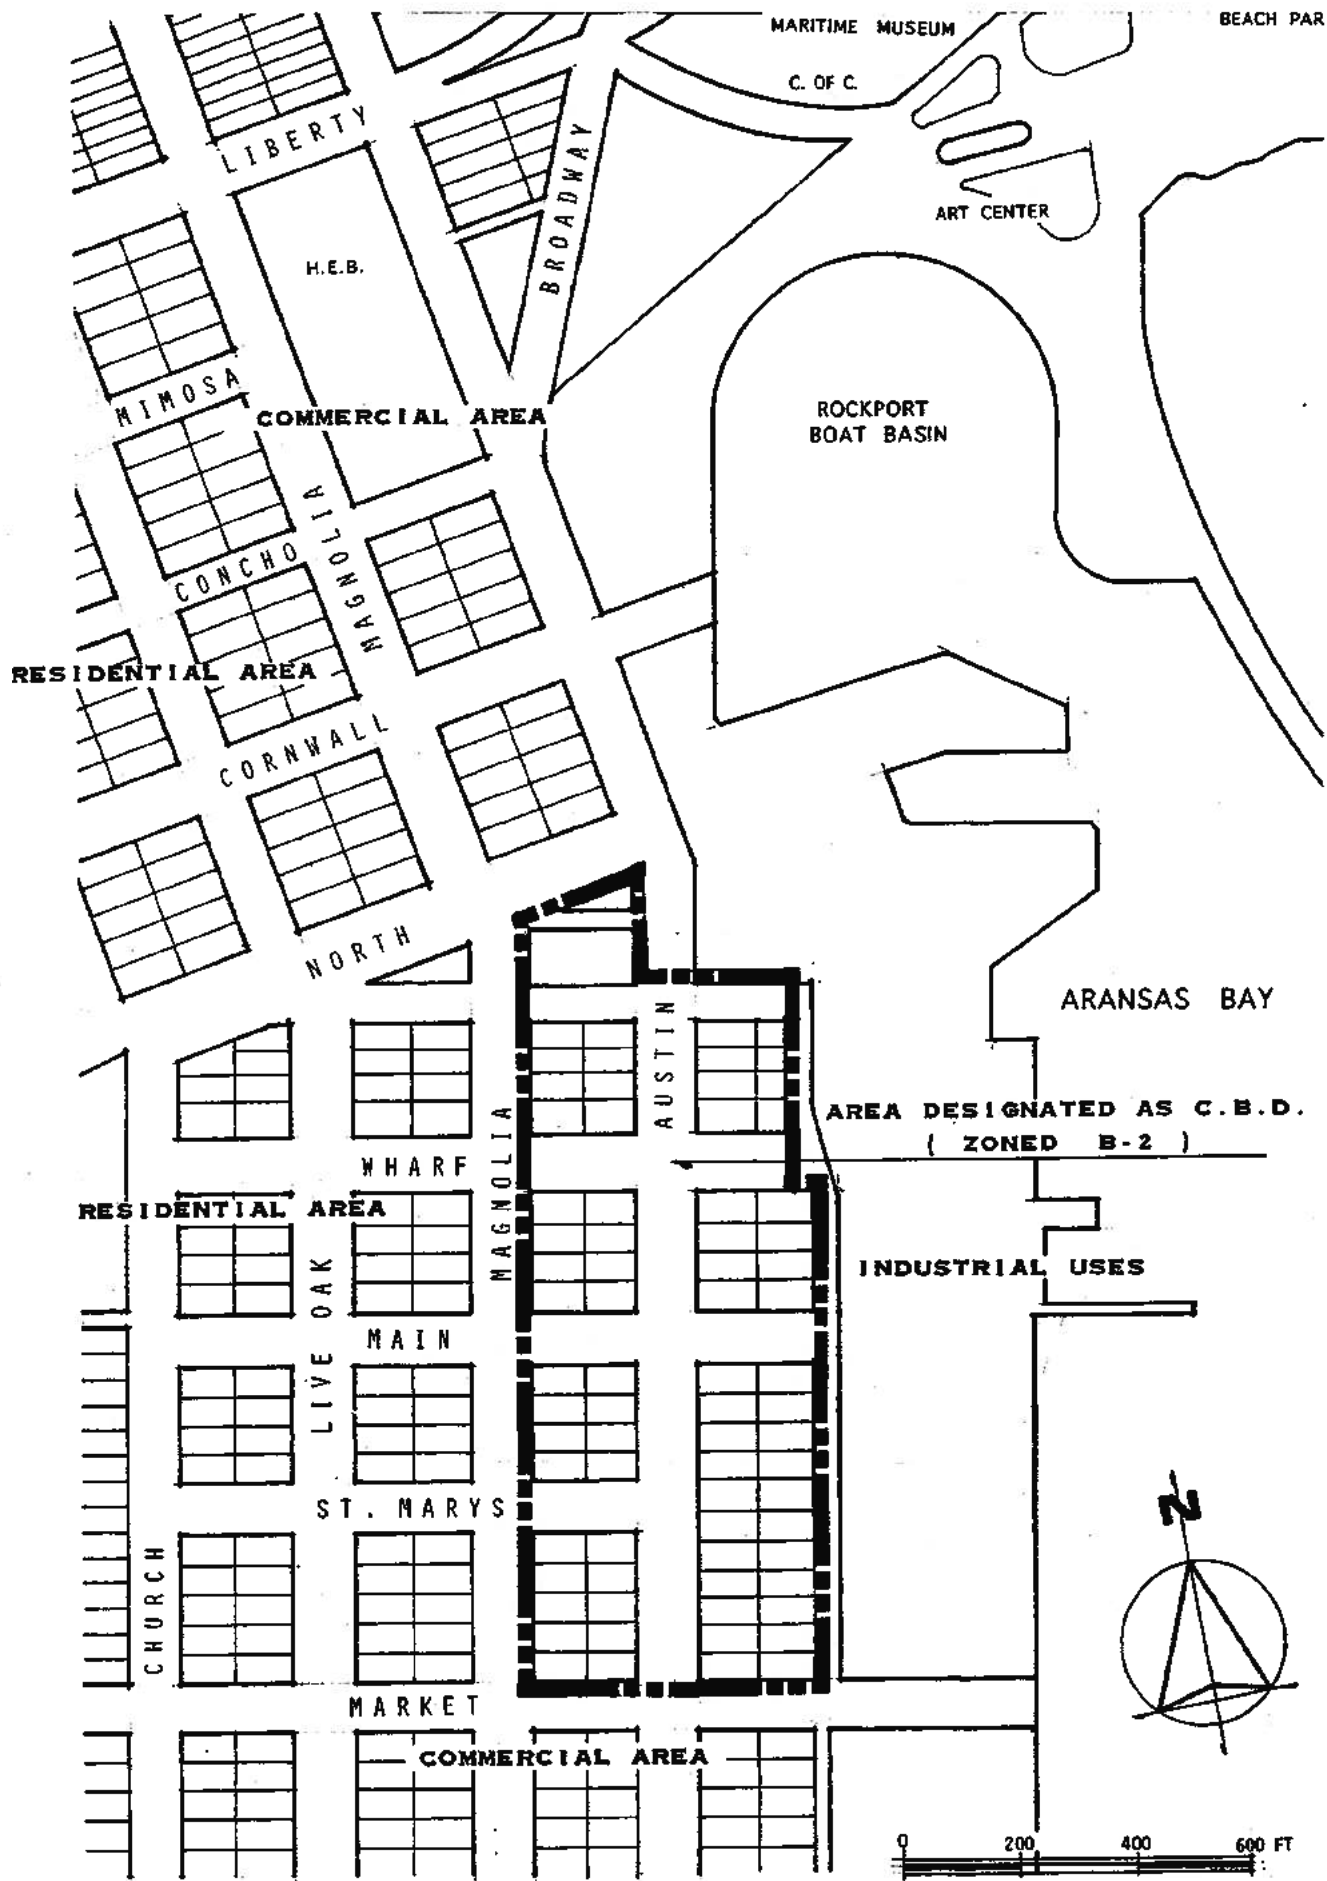 MARITIME MUSEUM
BEACH PAR
C. OF C.
LIBERTY
BROADWAY
ART CENTER
H.E.B.
MIMOSA
COMMERCIAL AREA
ROCKPORT
BOAT BASIN
MAGNOLIA
CONCHO
RESIDENTIAL AREA
CORNWALL
NORTH
ARANSAS BAY
AUSTIN
AREA DESIGNATED AS C.B.D.
( ZONED B-2 )
MAGNOLIA
WHARF
RESIDENTIAL AREA
INDUSTRIAL USES
LIVE OAK
MAIN
ST. MARYS
N
CHURCH
MARKET
COMMERCIAL AREA
0 200 400 600 FT